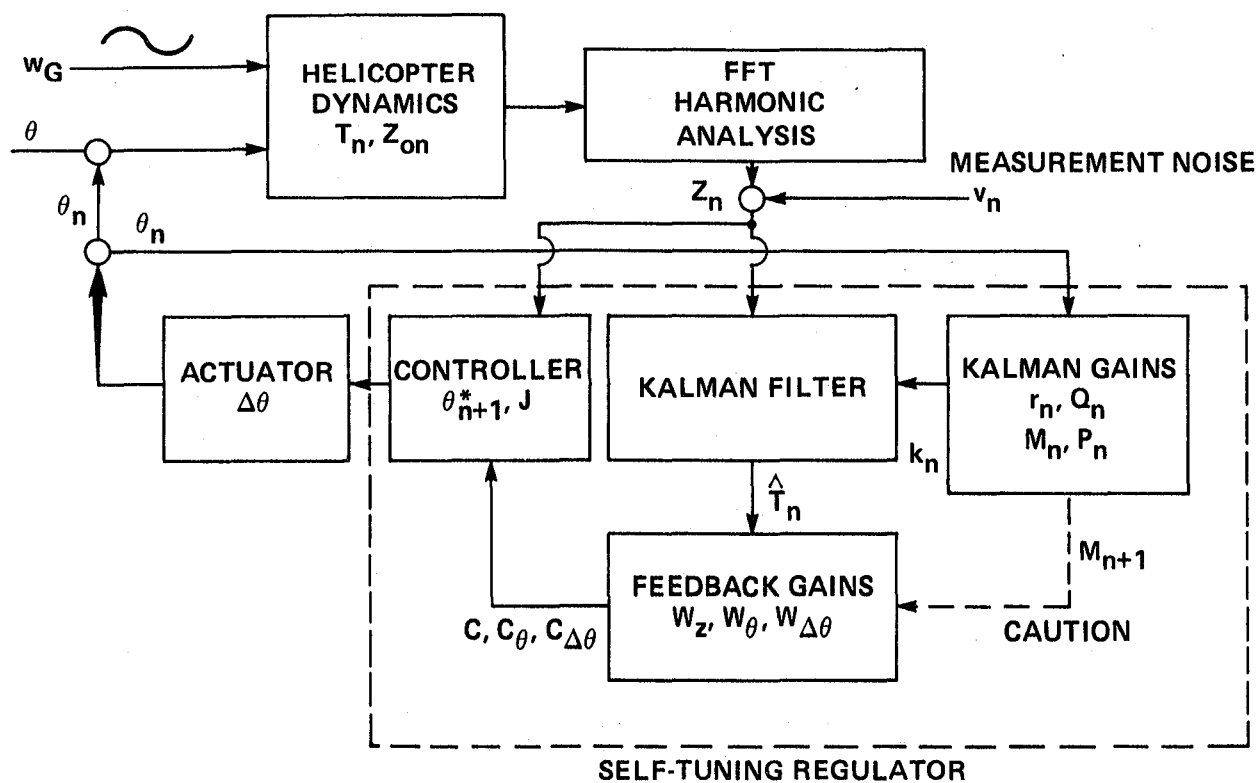 w_G
HELICOPTER
DYNAMICS
T_n, Z_on
FFT
HARMONIC
ANALYSIS
θ
MEASUREMENT NOISE
Z_n
v_n
θ_n
θ_n
ACTUATOR
Δθ
CONTROLLER
θ*_n+1, J
KALMAN FILTER
KALMAN GAINS
r_n, Q_n
M_n, P_n
k_n
T̂_n
M_n+1
FEEDBACK GAINS
W_z, W_θ, W_Δθ
C, C_θ, C_Δθ
CAUTION
SELF-TUNING REGULATOR